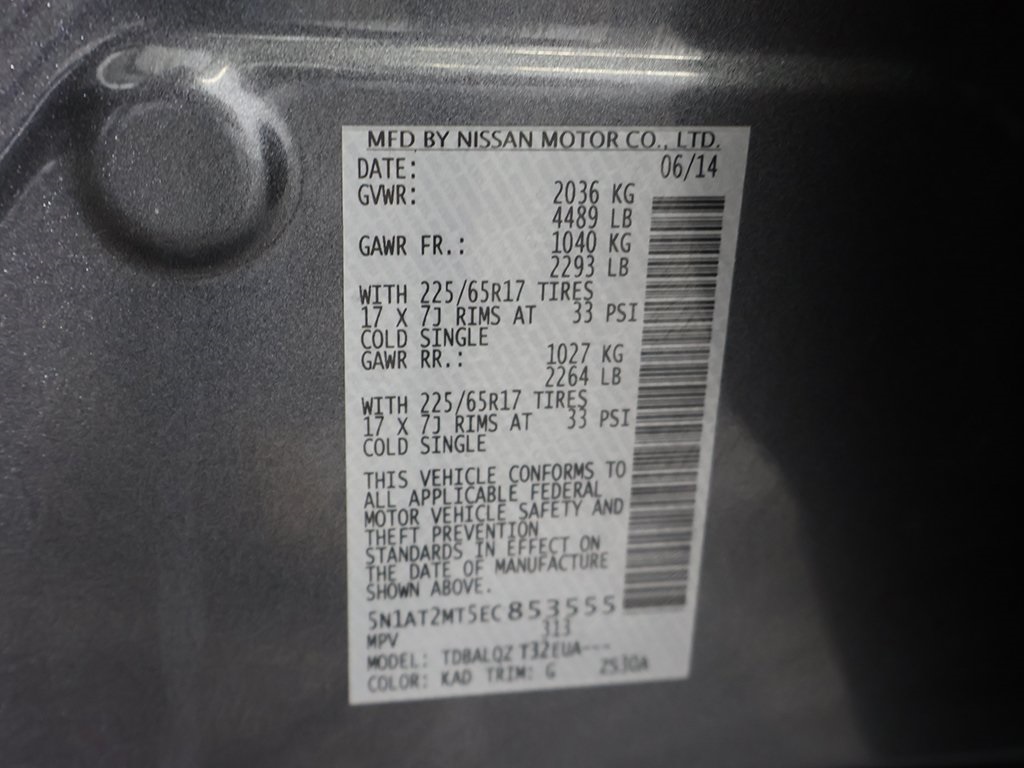 MFD BY NISSAN MOTOR CO., LTD.
DATE: 06/14
GVWR: 2036 KG
4489 LB
GAWR FR.: 1040 KG
2293 LB
WITH 225/65R17 TIRES
17 X 7J RIMS AT 33 PSI
COLD SINGLE
GAWR RR.: 1027 KG
2264 LB
WITH 225/65R17 TIRES
17 X 7J RIMS AT 33 PSI
COLD SINGLE
THIS VEHICLE CONFORMS TO
ALL APPLICABLE FEDERAL
MOTOR VEHICLE SAFETY AND
THEFT PREVENTION
STANDARDS IN EFFECT ON
THE DATE OF MANUFACTURE
SHOWN ABOVE.
5N1AT2MT5EC853555
MPV 313
MODEL: TDBALQZ T32EUA---
COLOR: KAD TRIM: G 2S30A